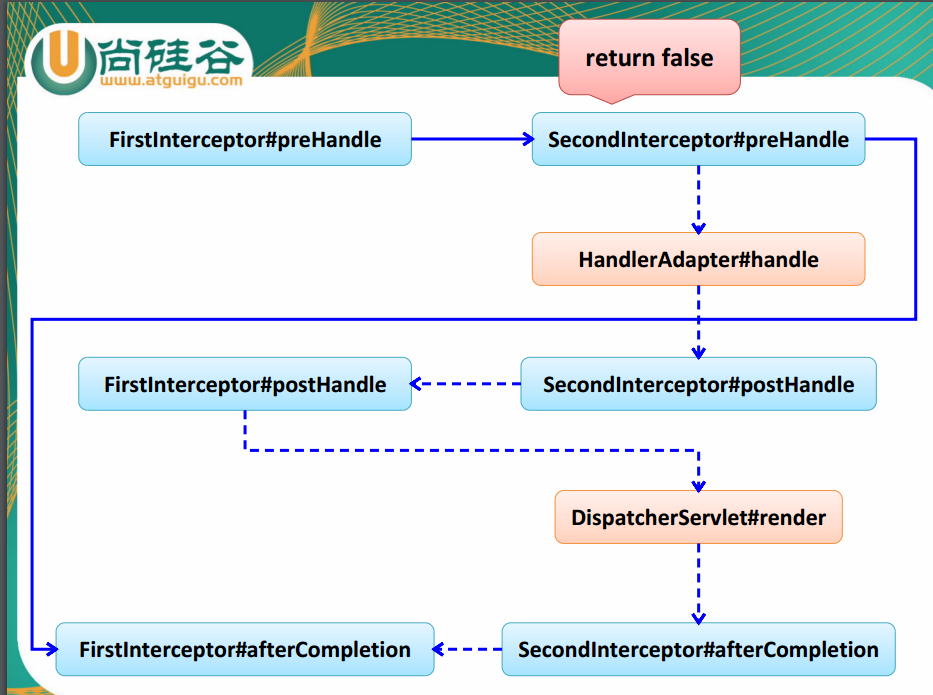 尚硅谷
www.atguigu.com
return false
FirstInterceptor#preHandle
SecondInterceptor#preHandle
HandlerAdapter#handle
FirstInterceptor#postHandle
SecondInterceptor#postHandle
DispatcherServlet#render
FirstInterceptor#afterCompletion
SecondInterceptor#afterCompletion